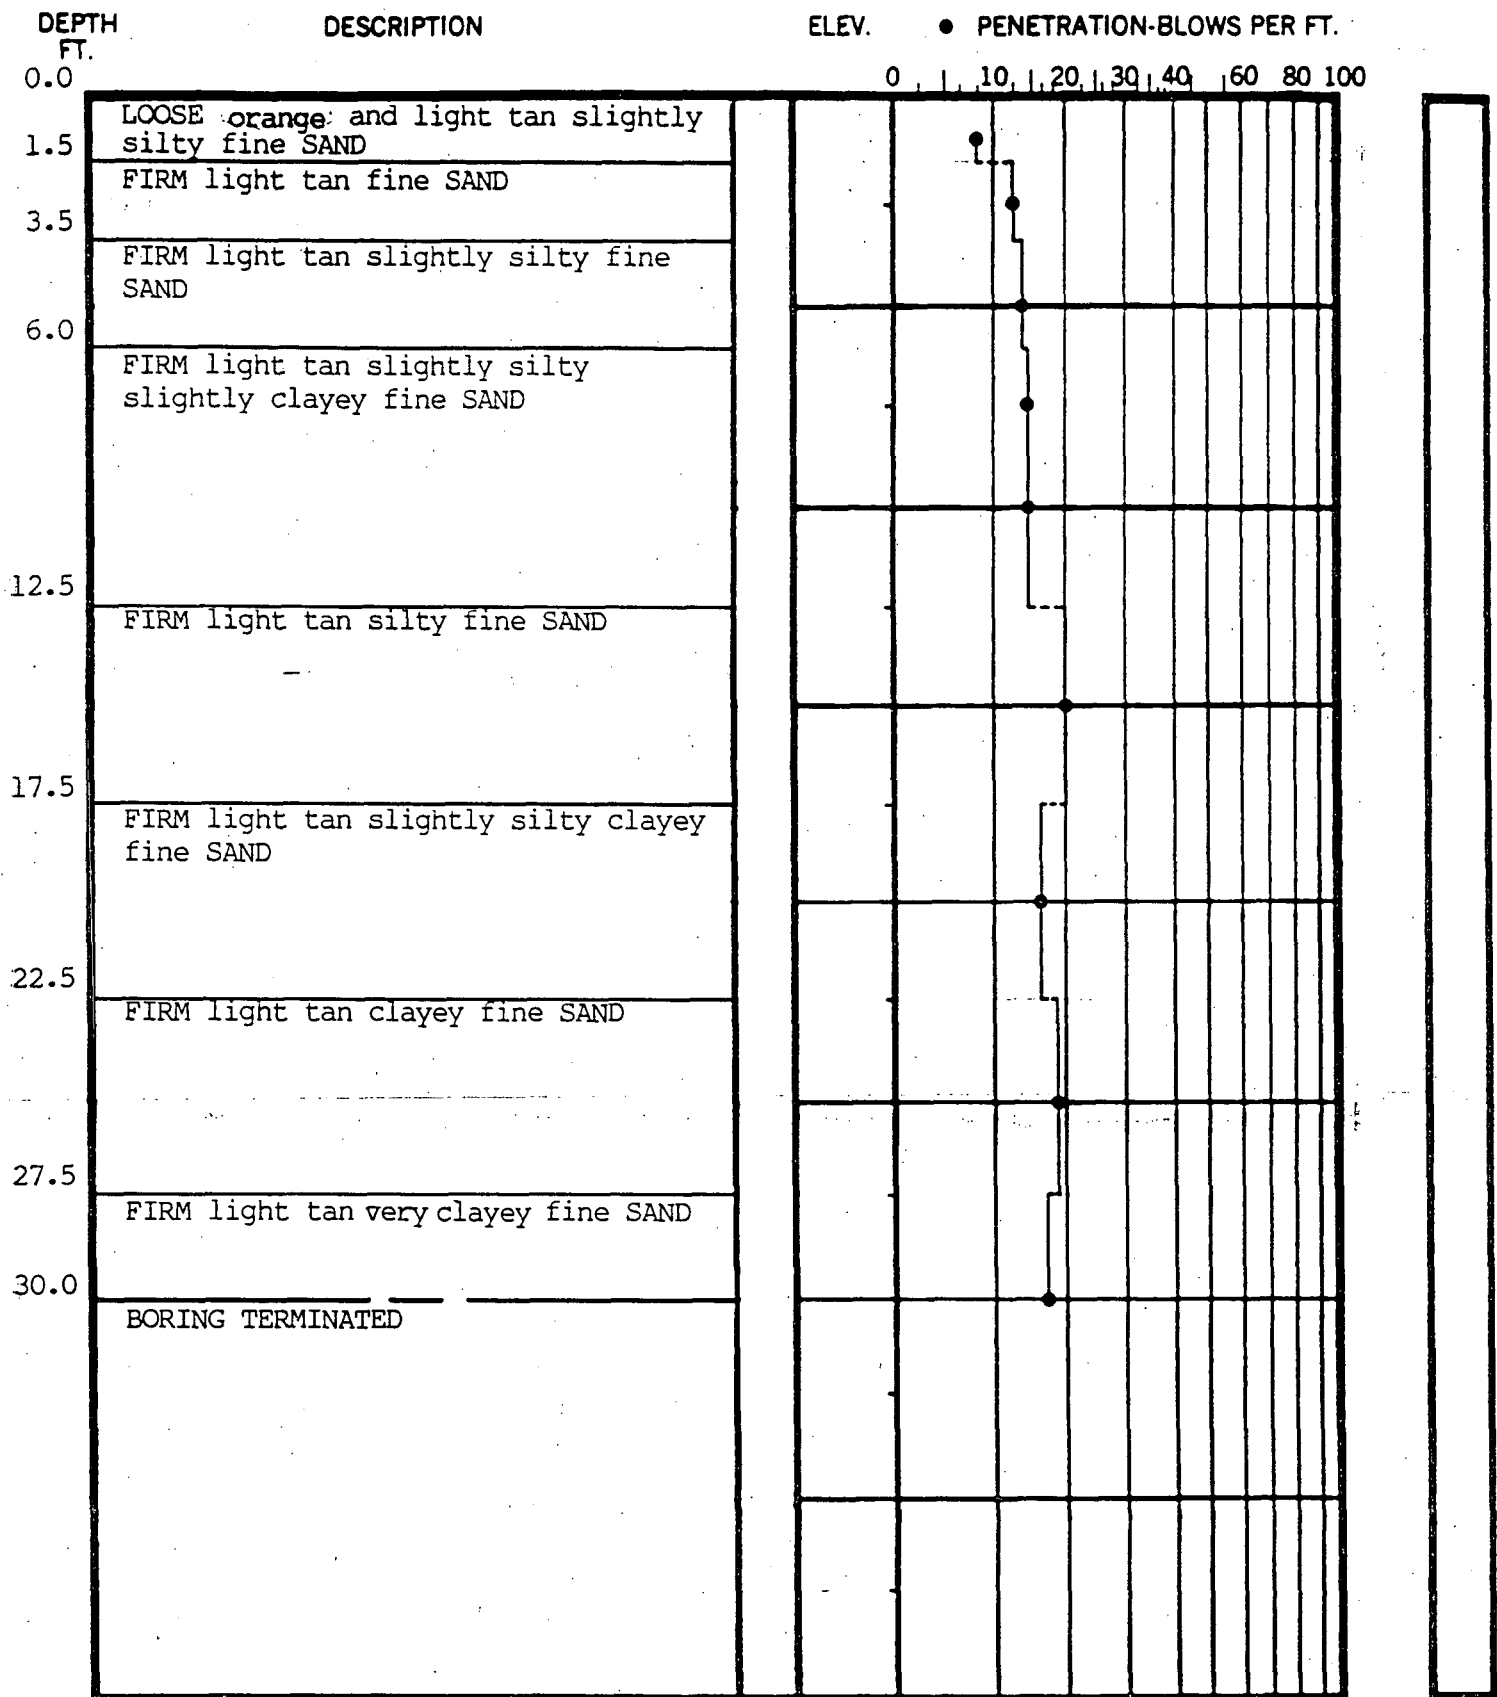 DEPTH FT. DESCRIPTION ELEV. ● PENETRATION-BLOWS PER FT.
0.0 0 10 20 30 40 60 80 100
LOOSE orange and light tan slightly
1.5 silty fine SAND
FIRM light tan fine SAND
3.5
FIRM light tan slightly silty fine
SAND
6.0
FIRM light tan slightly silty
slightly clayey fine SAND
12.5
FIRM light tan silty fine SAND
17.5
FIRM light tan slightly silty clayey
fine SAND
22.5
FIRM light tan clayey fine SAND
27.5
FIRM light tan very clayey fine SAND
30.0
BORING TERMINATED